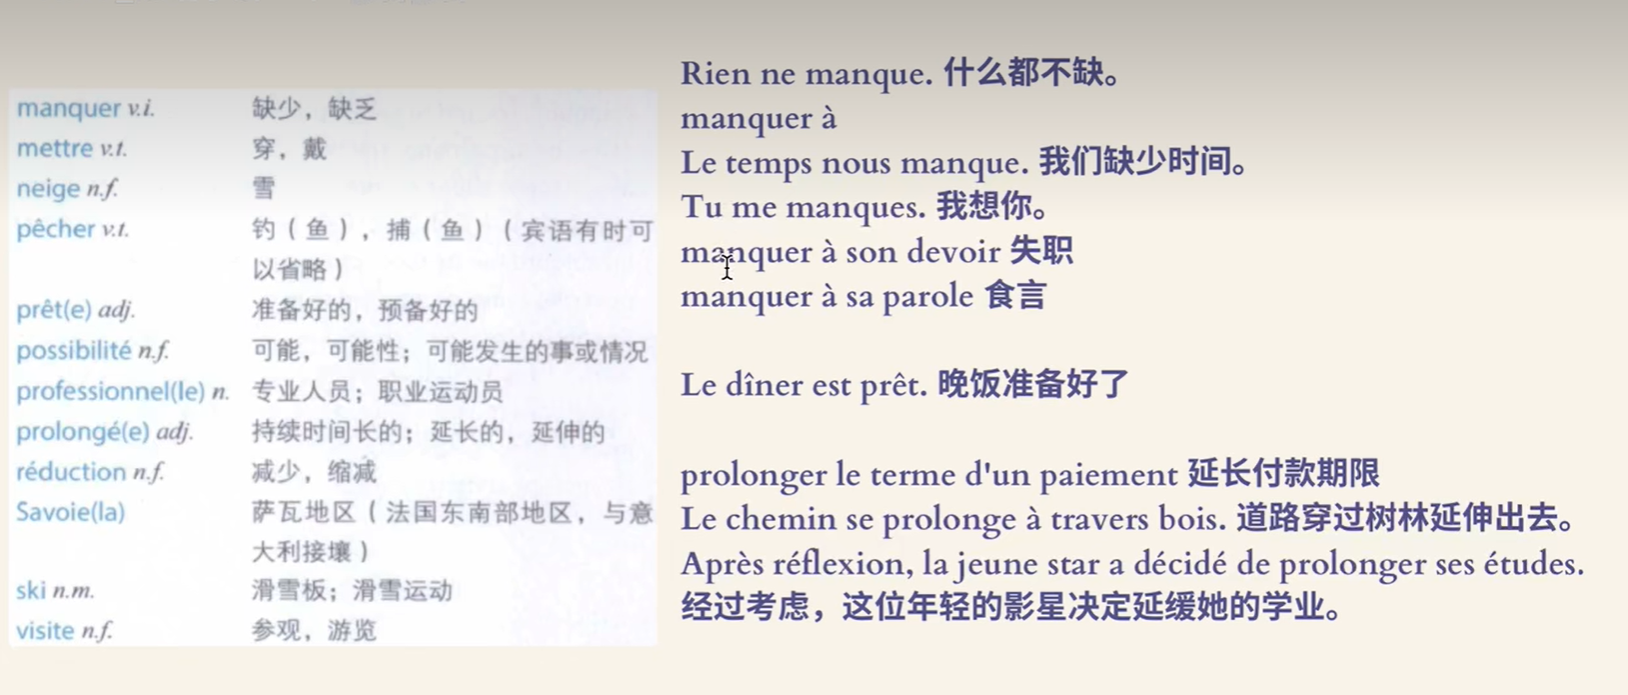 manquer v.i. 缺少，缺乏
mettre v.t. 穿，戴
neige n.f. 雪
pêcher v.t. 钓（鱼），捕（鱼）（宾语有时可
以省略）
prêt(e) adj. 准备好的，预备好的
possibilité n.f. 可能，可能性；可能发生的事或情况
professionnel(le) n. 专业人员；职业运动员
prolongé(e) adj. 持续时间长的；延长的，延伸的
réduction n.f. 减少，缩减
Savoie(la) 萨瓦地区（法国东南部地区，与意
大利接壤）
ski n.m. 滑雪板；滑雪运动
visite n.f. 参观，游览
Rien ne manque. 什么都不缺。
manquer à
Le temps nous manque. 我们缺少时间。
Tu me manques. 我想你。
manquer à son devoir 失职
manquer à sa parole 食言
Le dîner est prêt. 晚饭准备好了
prolonger le terme d'un paiement 延长付款期限
Le chemin se prolonge à travers bois. 道路穿过树林延伸出去。
Après réflexion, la jeune star a décidé de prolonger ses études.
经过考虑，这位年轻的影星决定延缓她的学业。